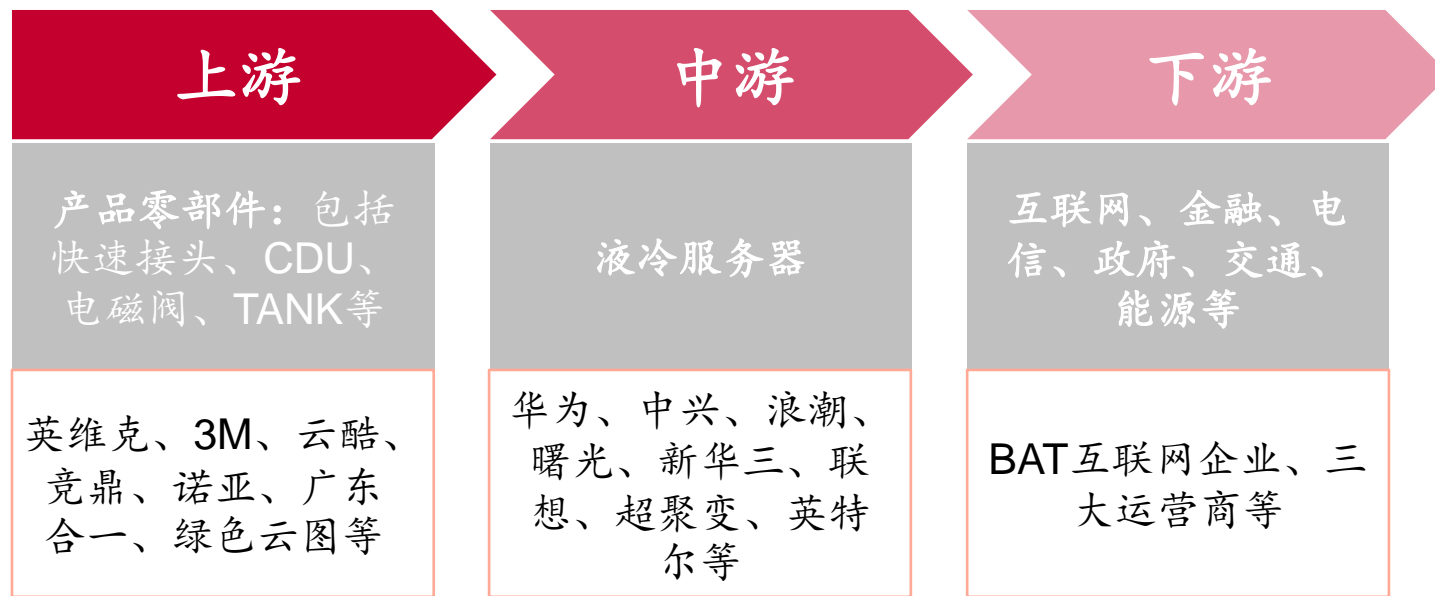 上游
中游
下游
产品零部件：包括
快速接头、CDU、
电磁阀、TANK等
液冷服务器
互联网、金融、电
信、政府、交通、
能源等
英维克、3M、云酷、
竞鼎、诺亚、广东
合一、绿色云图等
华为、中兴、浪潮、
曙光、新华三、联
想、超聚变、英特
尔等
BAT互联网企业、三
大运营商等